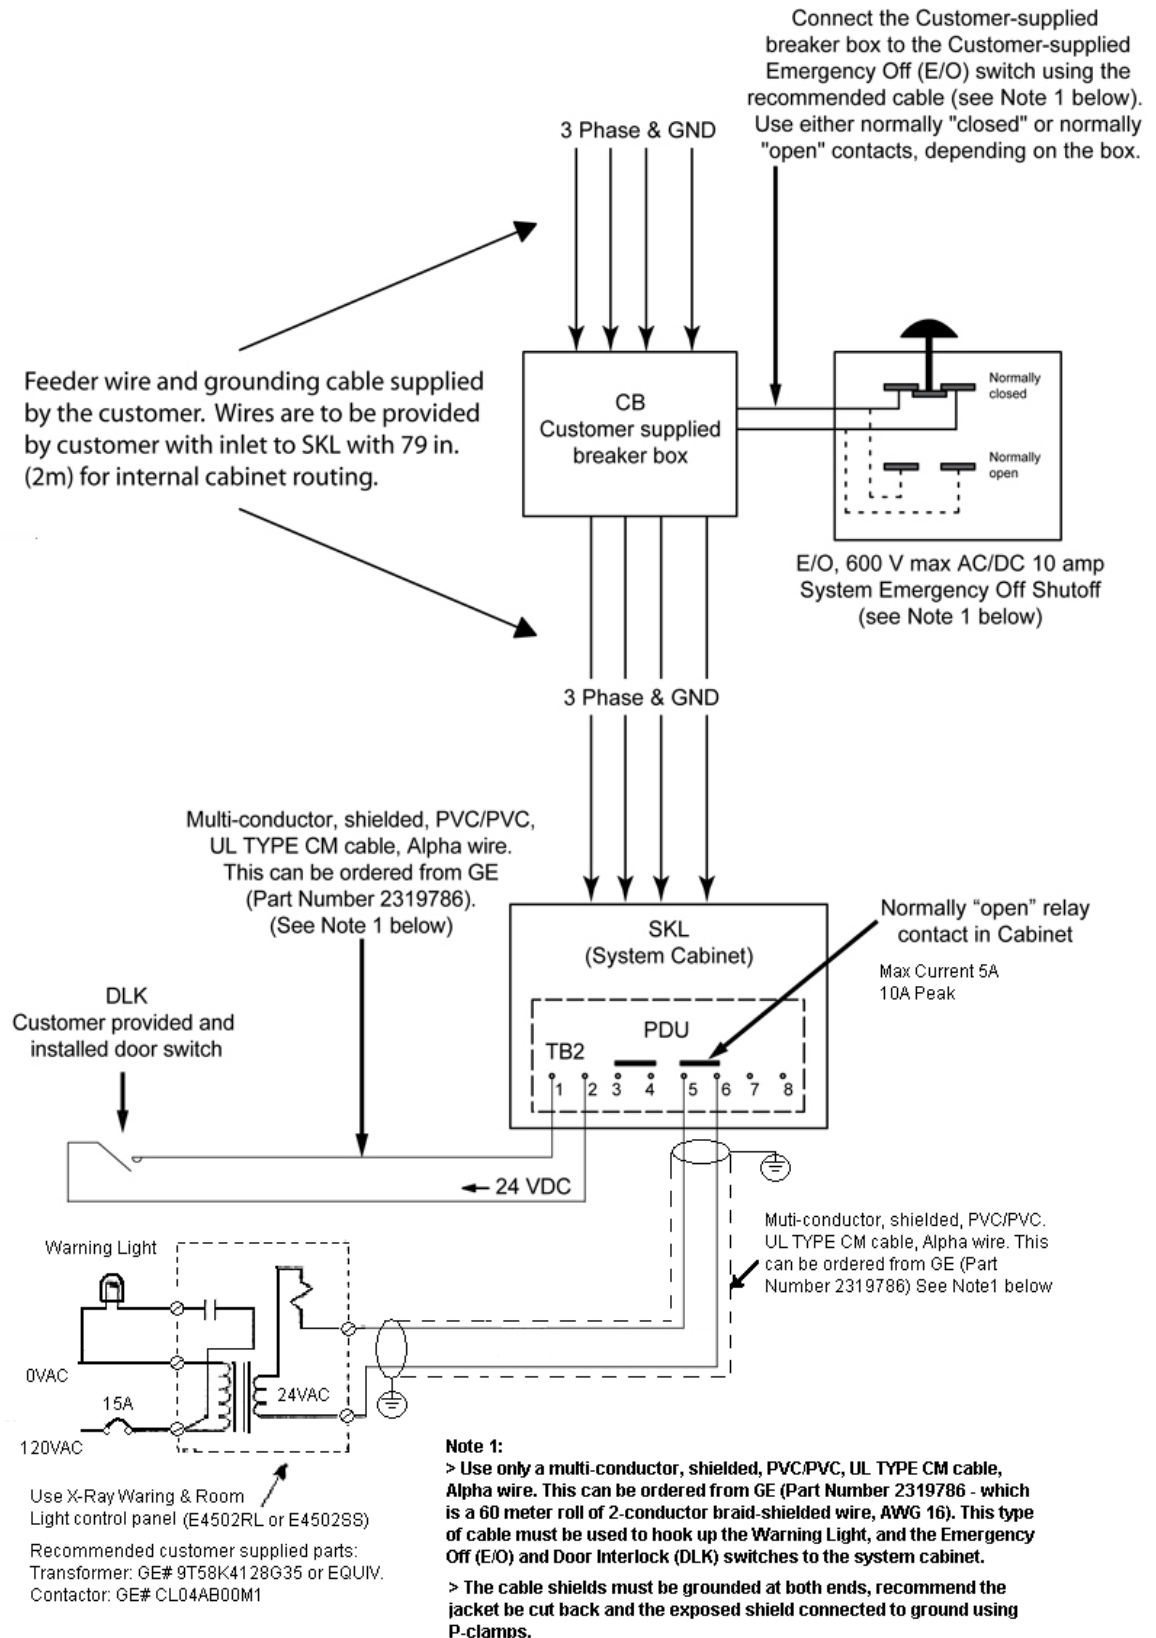 Connect the Customer-supplied
breaker box to the Customer-supplied
Emergency Off (E/O) switch using the
recommended cable (see Note 1 below).
Use either normally "closed" or normally
"open" contacts, depending on the box.
3 Phase & GND
Feeder wire and grounding cable supplied
by the customer. Wires are to be provided
by customer with inlet to SKL with 79 in.
(2m) for internal cabinet routing.
CB
Customer supplied
breaker box
Normally
closed
Normally
open
E/O, 600 V max AC/DC 10 amp
System Emergency Off Shutoff
(see Note 1 below)
3 Phase & GND
Multi-conductor, shielded, PVC/PVC,
UL TYPE CM cable, Alpha wire.
This can be ordered from GE
(Part Number 2319786).
(See Note 1 below)
SKL
(System Cabinet)
Normally “open” relay
contact in Cabinet
Max Current 5A
10A Peak
DLK
Customer provided and
installed door switch
PDU
TB2
1 2 3 4 5 6 7 8
24 VDC
Muti-conductor, shielded, PVC/PVC.
UL TYPE CM cable, Alpha wire. This
can be ordered from GE (Part
Number 2319786) See Note1 below
Warning Light
0VAC
24VAC
15A
120VAC
Use X-Ray Waring & Room
Light control panel (E4502RL or E4502SS)
Recommended customer supplied parts:
Transformer: GE# 9T58K4128G35 or EQUIV.
Contactor: GE# CL04AB00M1
Note 1:
> Use only a multi-conductor, shielded, PVC/PVC, UL TYPE CM cable,
Alpha wire. This can be ordered from GE (Part Number 2319786 - which
is a 60 meter roll of 2-conductor braid-shielded wire, AWG 16). This type
of cable must be used to hook up the Warning Light, and the Emergency
Off (E/O) and Door Interlock (DLK) switches to the system cabinet.
> The cable shields must be grounded at both ends, recommend the
jacket be cut back and the exposed shield connected to ground using
P-clamps.